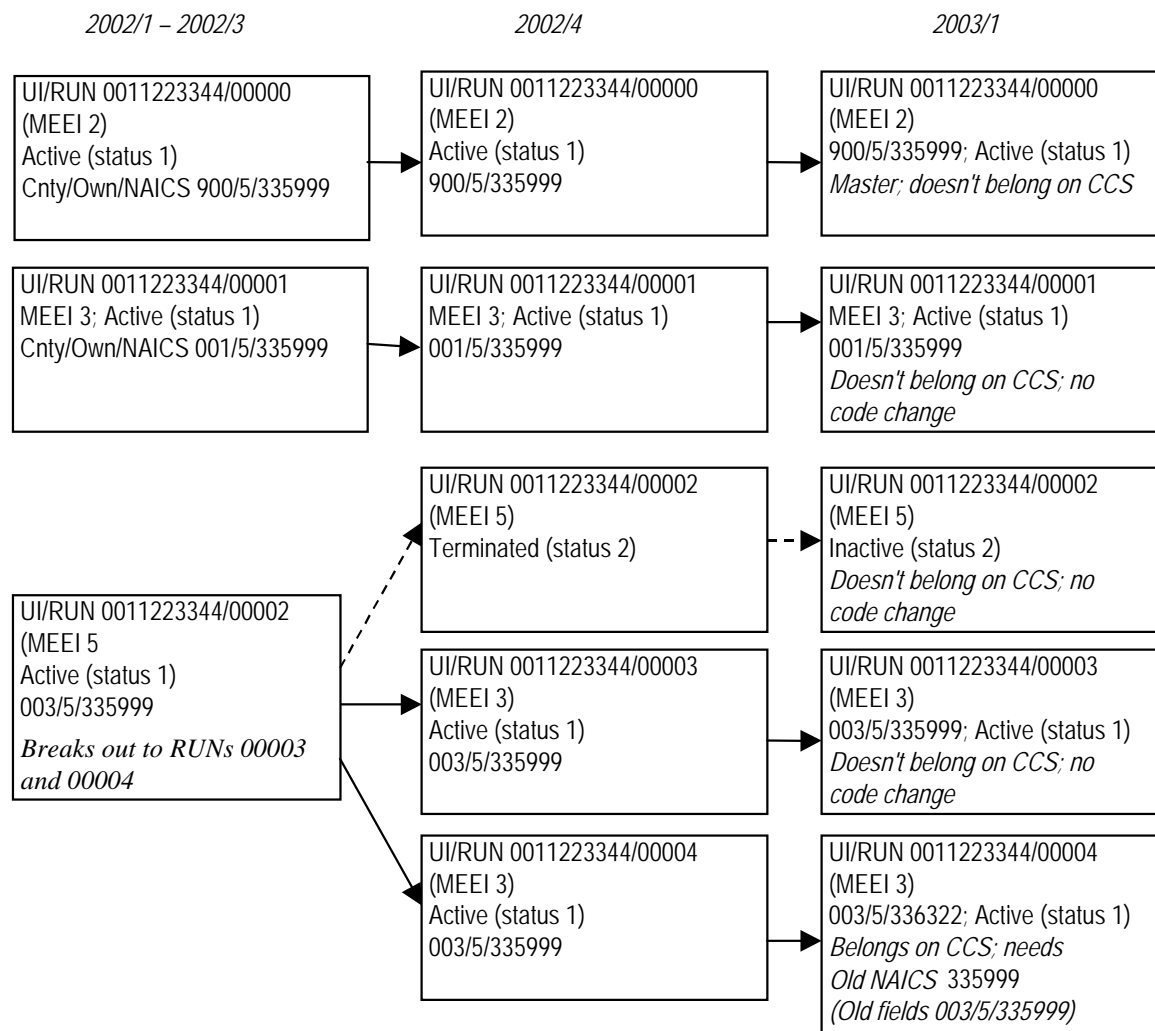 2002/1 – 2002/3
2002/4
2003/1
UI/RUN 0011223344/00000
(MEEI 2)
Active (status 1)
Cnty/Own/NAICS 900/5/335999
UI/RUN 0011223344/00000
(MEEI 2)
Active (status 1)
900/5/335999
UI/RUN 0011223344/00000
(MEEI 2)
900/5/335999; Active (status 1)
Master; doesn't belong on CCS
UI/RUN 0011223344/00001
MEEI 3; Active (status 1)
Cnty/Own/NAICS 001/5/335999
UI/RUN 0011223344/00001
MEEI 3; Active (status 1)
001/5/335999
UI/RUN 0011223344/00001
MEEI 3; Active (status 1)
001/5/335999
Doesn't belong on CCS; no
code change
UI/RUN 0011223344/00002
(MEEI 5
Active (status 1)
003/5/335999
Breaks out to RUNs 00003
and 00004
UI/RUN 0011223344/00002
(MEEI 5)
Terminated (status 2)
UI/RUN 0011223344/00002
(MEEI 5)
Inactive (status 2)
Doesn't belong on CCS; no
code change
UI/RUN 0011223344/00003
(MEEI 3)
Active (status 1)
003/5/335999
UI/RUN 0011223344/00003
(MEEI 3)
003/5/335999; Active (status 1)
Doesn't belong on CCS; no
code change
UI/RUN 0011223344/00004
(MEEI 3)
Active (status 1)
003/5/335999
UI/RUN 0011223344/00004
(MEEI 3)
003/5/336322; Active (status 1)
Belongs on CCS; needs
Old NAICS 335999
(Old fields 003/5/335999)